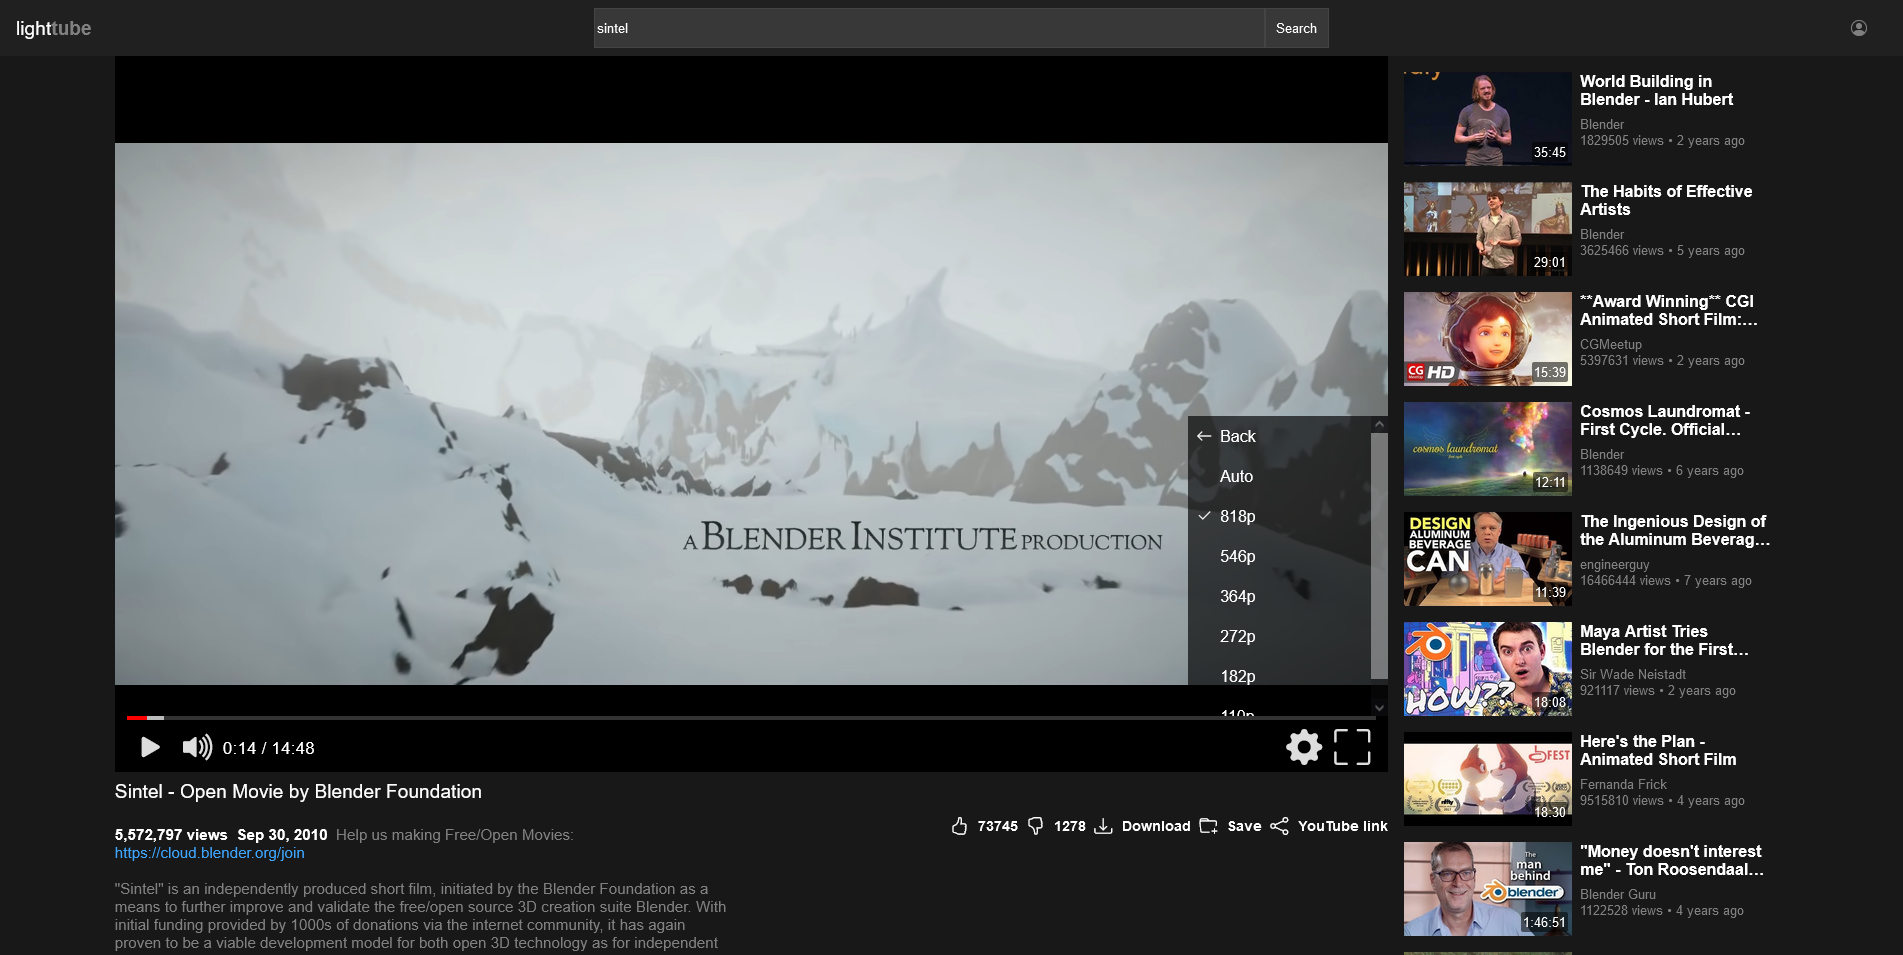 lighttube
sintel
Search
A BLENDER INSTITUTE PRODUCTION
Back
Auto
818p
546p
364p
272p
182p
110p
0:14 / 14:48
Sintel - Open Movie by Blender Foundation
5,572,797 views Sep 30, 2010 Help us making Free/Open Movies:
https://cloud.blender.org/join
73745 1278 Download Save YouTube link
"Sintel" is an independently produced short film, initiated by the Blender Foundation as a
means to further improve and validate the free/open source 3D creation suite Blender. With
initial funding provided by 1000s of donations via the internet community, it has again
proven to be a viable development model for both open 3D technology as for independent
35:45
World Building in
Blender - Ian Hubert
Blender
1829505 views • 2 years ago
29:01
The Habits of Effective
Artists
Blender
3625466 views • 5 years ago
CG HD
15:39
**Award Winning** CGI
Animated Short Film:...
CGMeetup
5397631 views • 2 years ago
cosmos laundromat
12:11
Cosmos Laundromat -
First Cycle. Official...
Blender
1138649 views • 6 years ago
DESIGN
ALUMINUM
BEVERAGE
CAN
11:39
The Ingenious Design of
the Aluminum Beverag...
engineerguy
16466444 views • 7 years ago
HOW??
18:08
Maya Artist Tries
Blender for the First...
Sir Wade Neistadt
921117 views • 2 years ago
FEST
18:30
Here's the Plan -
Animated Short Film
Fernanda Frick
9515810 views • 4 years ago
The
man
behind
blender
1:46:51
"Money doesn't interest
me" - Ton Roosendaal...
Blender Guru
1122528 views • 4 years ago